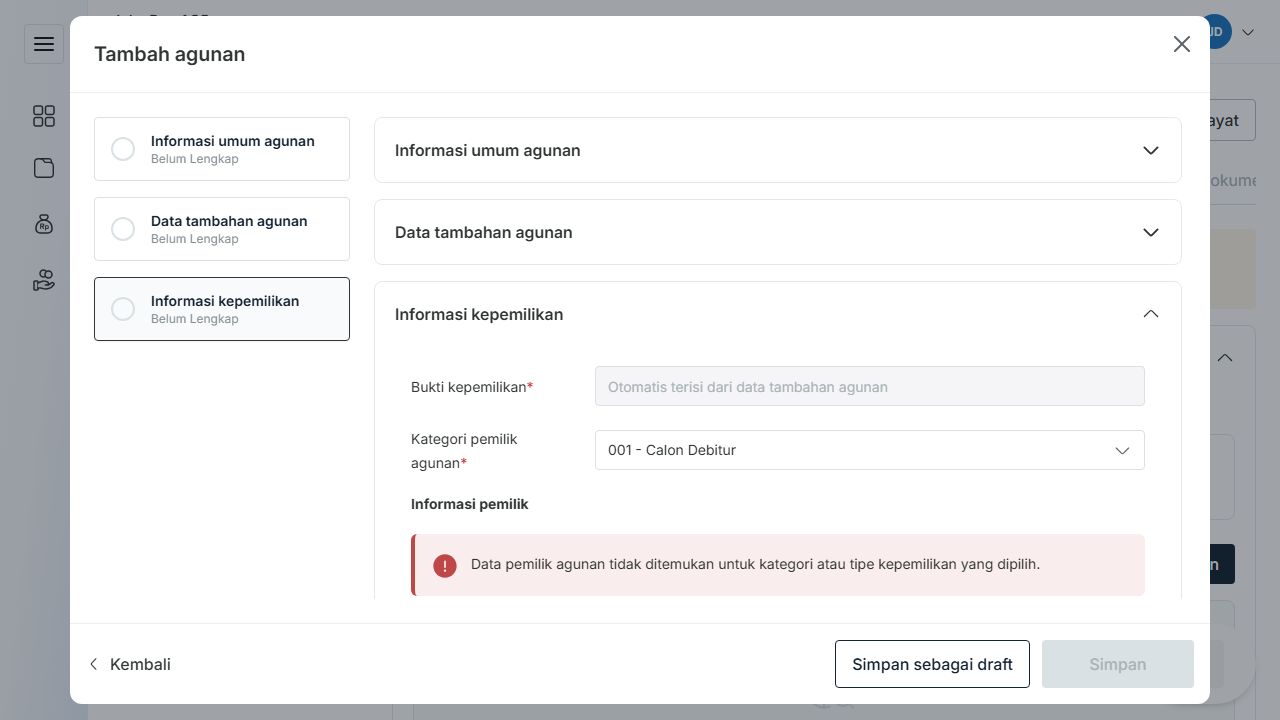 Tambah agunan
JD
ayat
okume
Informasi umum agunan
Belum Lengkap
Data tambahan agunan
Belum Lengkap
Informasi kepemilikan
Belum Lengkap
Informasi umum agunan
Data tambahan agunan
Informasi kepemilikan
Bukti kepemilikan*
Otomatis terisi dari data tambahan agunan
Kategori pemilik
agunan*
001 - Calon Debitur
Informasi pemilik
Data pemilik agunan tidak ditemukan untuk kategori atau tipe kepemilikan yang dipilih.
n
Kembali
Simpan sebagai draft
Simpan